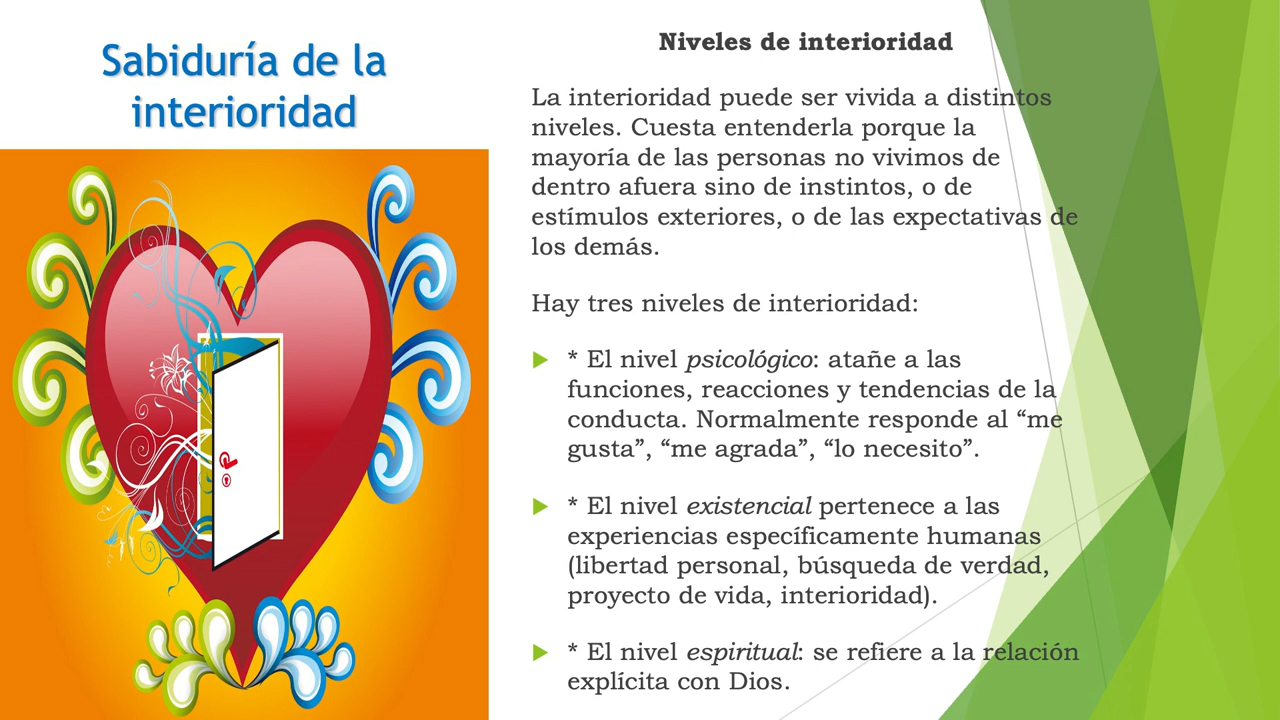 Sabiduría de la
interioridad
Niveles de interioridad
La interioridad puede ser vivida a distintos
niveles. Cuesta entenderla porque la
mayoría de las personas no vivimos de
dentro afuera sino de instintos, o de
estímulos exteriores, o de las expectativas de
los demás.
Hay tres niveles de interioridad:
* El nivel psicológico: atañe a las
funciones, reacciones y tendencias de la
conducta. Normalmente responde al “me
gusta”, “me agrada”, “lo necesito”.
* El nivel existencial pertenece a las
experiencias específicamente humanas
(libertad personal, búsqueda de verdad,
proyecto de vida, interioridad).
* El nivel espiritual: se refiere a la relación
explícita con Dios.